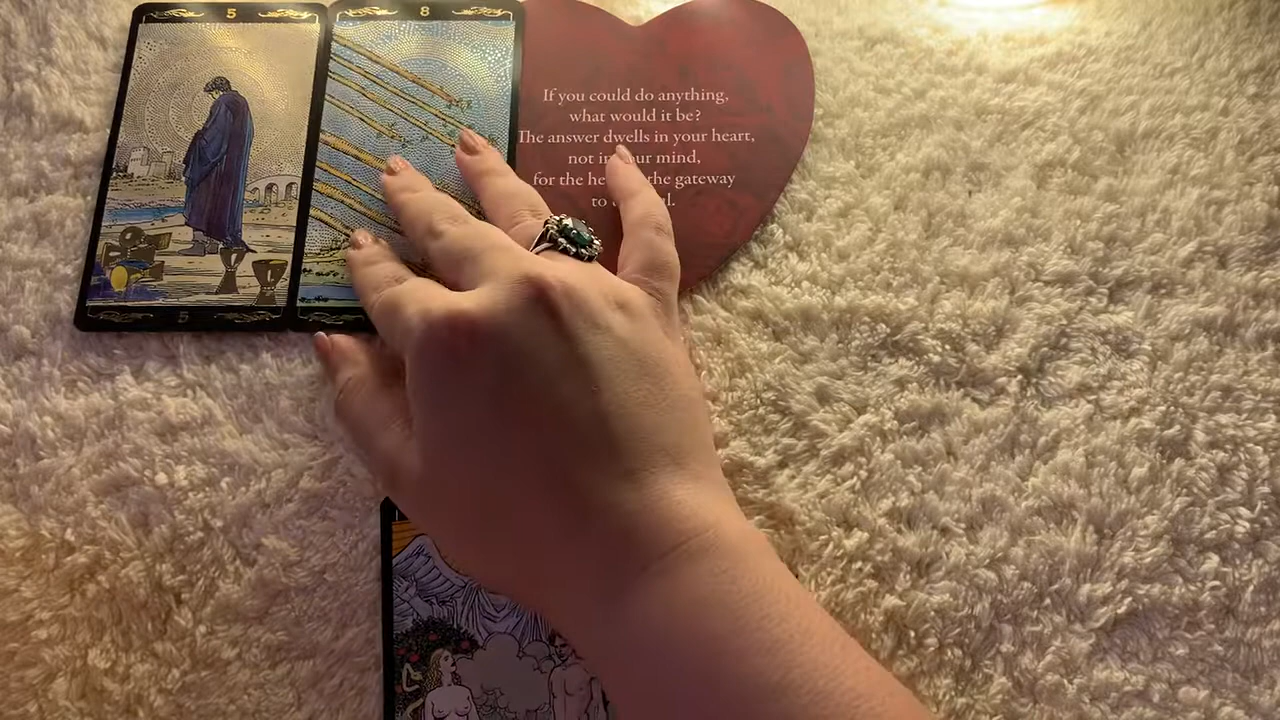 5
8
If you could do anything,
what would it be?
The answer dwells in your heart,
not in mind,
for the the gateway
to
5